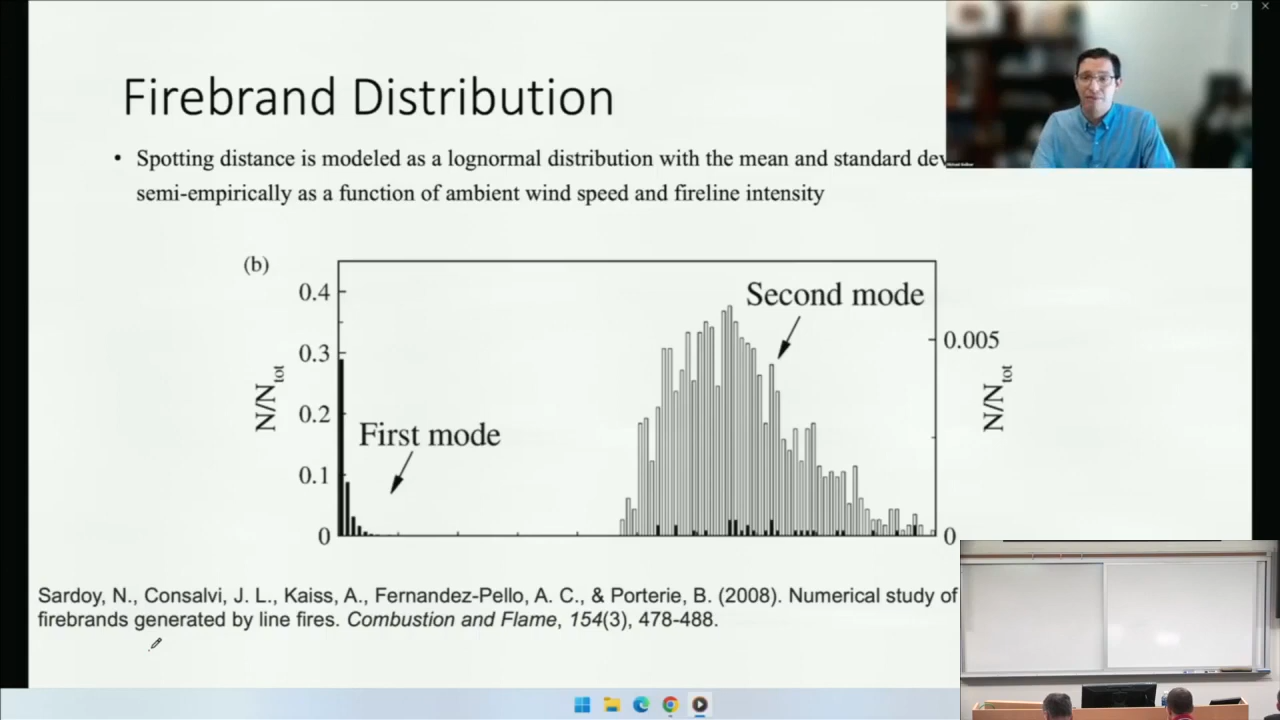 Firebrand Distribution
• Spotting distance is modeled as a lognormal distribution with the mean and standard dev
semi-empirically as a function of ambient wind speed and fireline intensity
(b)
0.4
0.3
0.2
0.1
0
N/Ntot
First mode
Second mode
0.005
0
N/Ntot
Sardoy, N., Consalvi, J. L., Kaiss, A., Fernandez-Pello, A. C., & Porterie, B. (2008). Numerical study of
firebrands generated by line fires. Combustion and Flame, 154(3), 478-488.